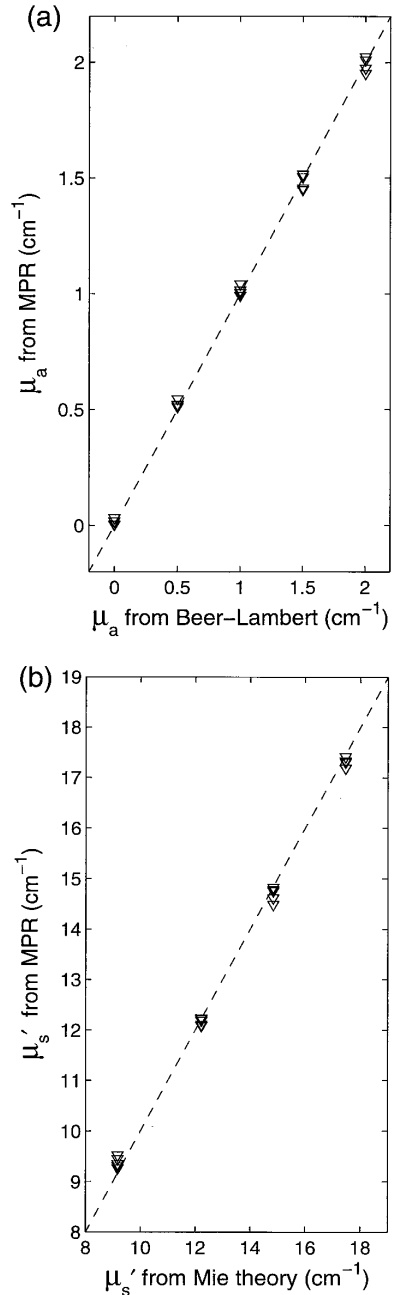 (a)
2
1.5
1
0.5
0
μa from MPR (cm⁻¹)
0 0.5 1 1.5 2
μa from Beer–Lambert (cm⁻¹)
(b)
19
18
17
16
15
14
13
12
11
10
9
8
μs′ from MPR (cm⁻¹)
8 10 12 14 16 18
μs′ from Mie theory (cm⁻¹)